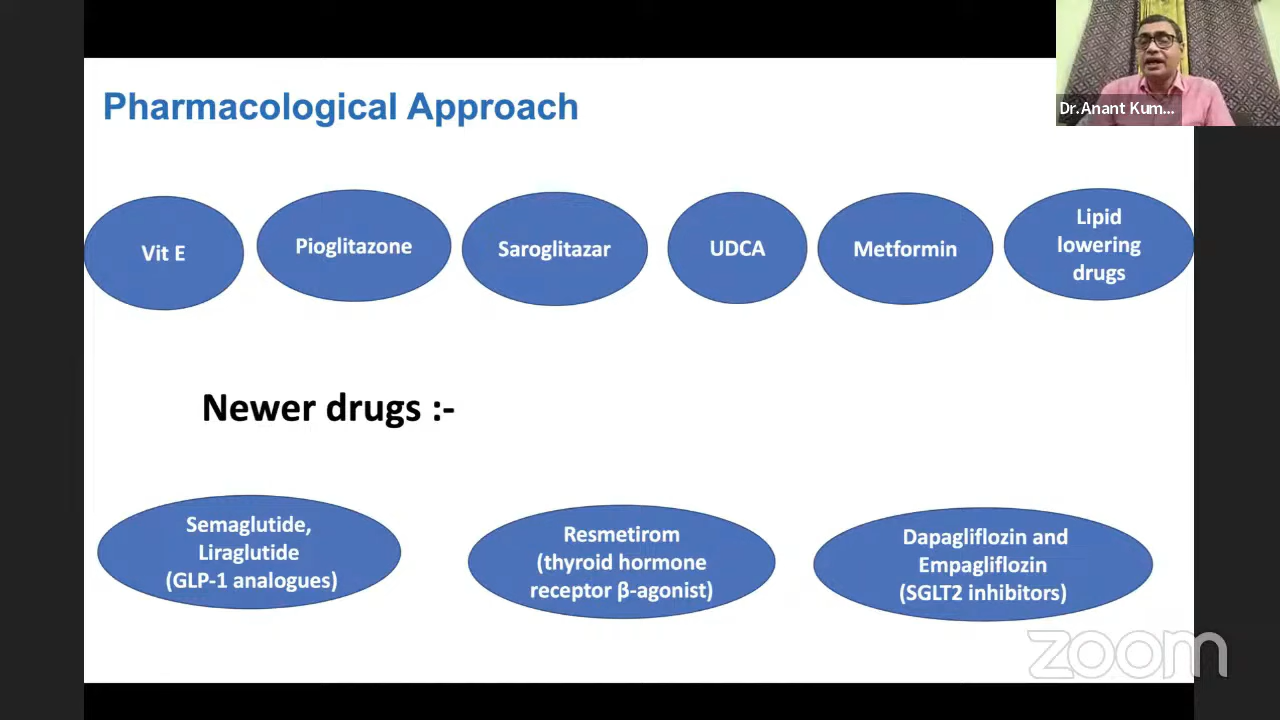 Pharmacological Approach
Dr.Anant Kum...
Vit E
Pioglitazone
Saroglitazar
UDCA
Metformin
Lipid
lowering
drugs
Newer drugs :-
Semaglutide,
Liraglutide
(GLP-1 analogues)
Resmetirom
(thyroid hormone
receptor β-agonist)
Dapagliflozin and
Empagliflozin
(SGLT2 inhibitors)
zoom